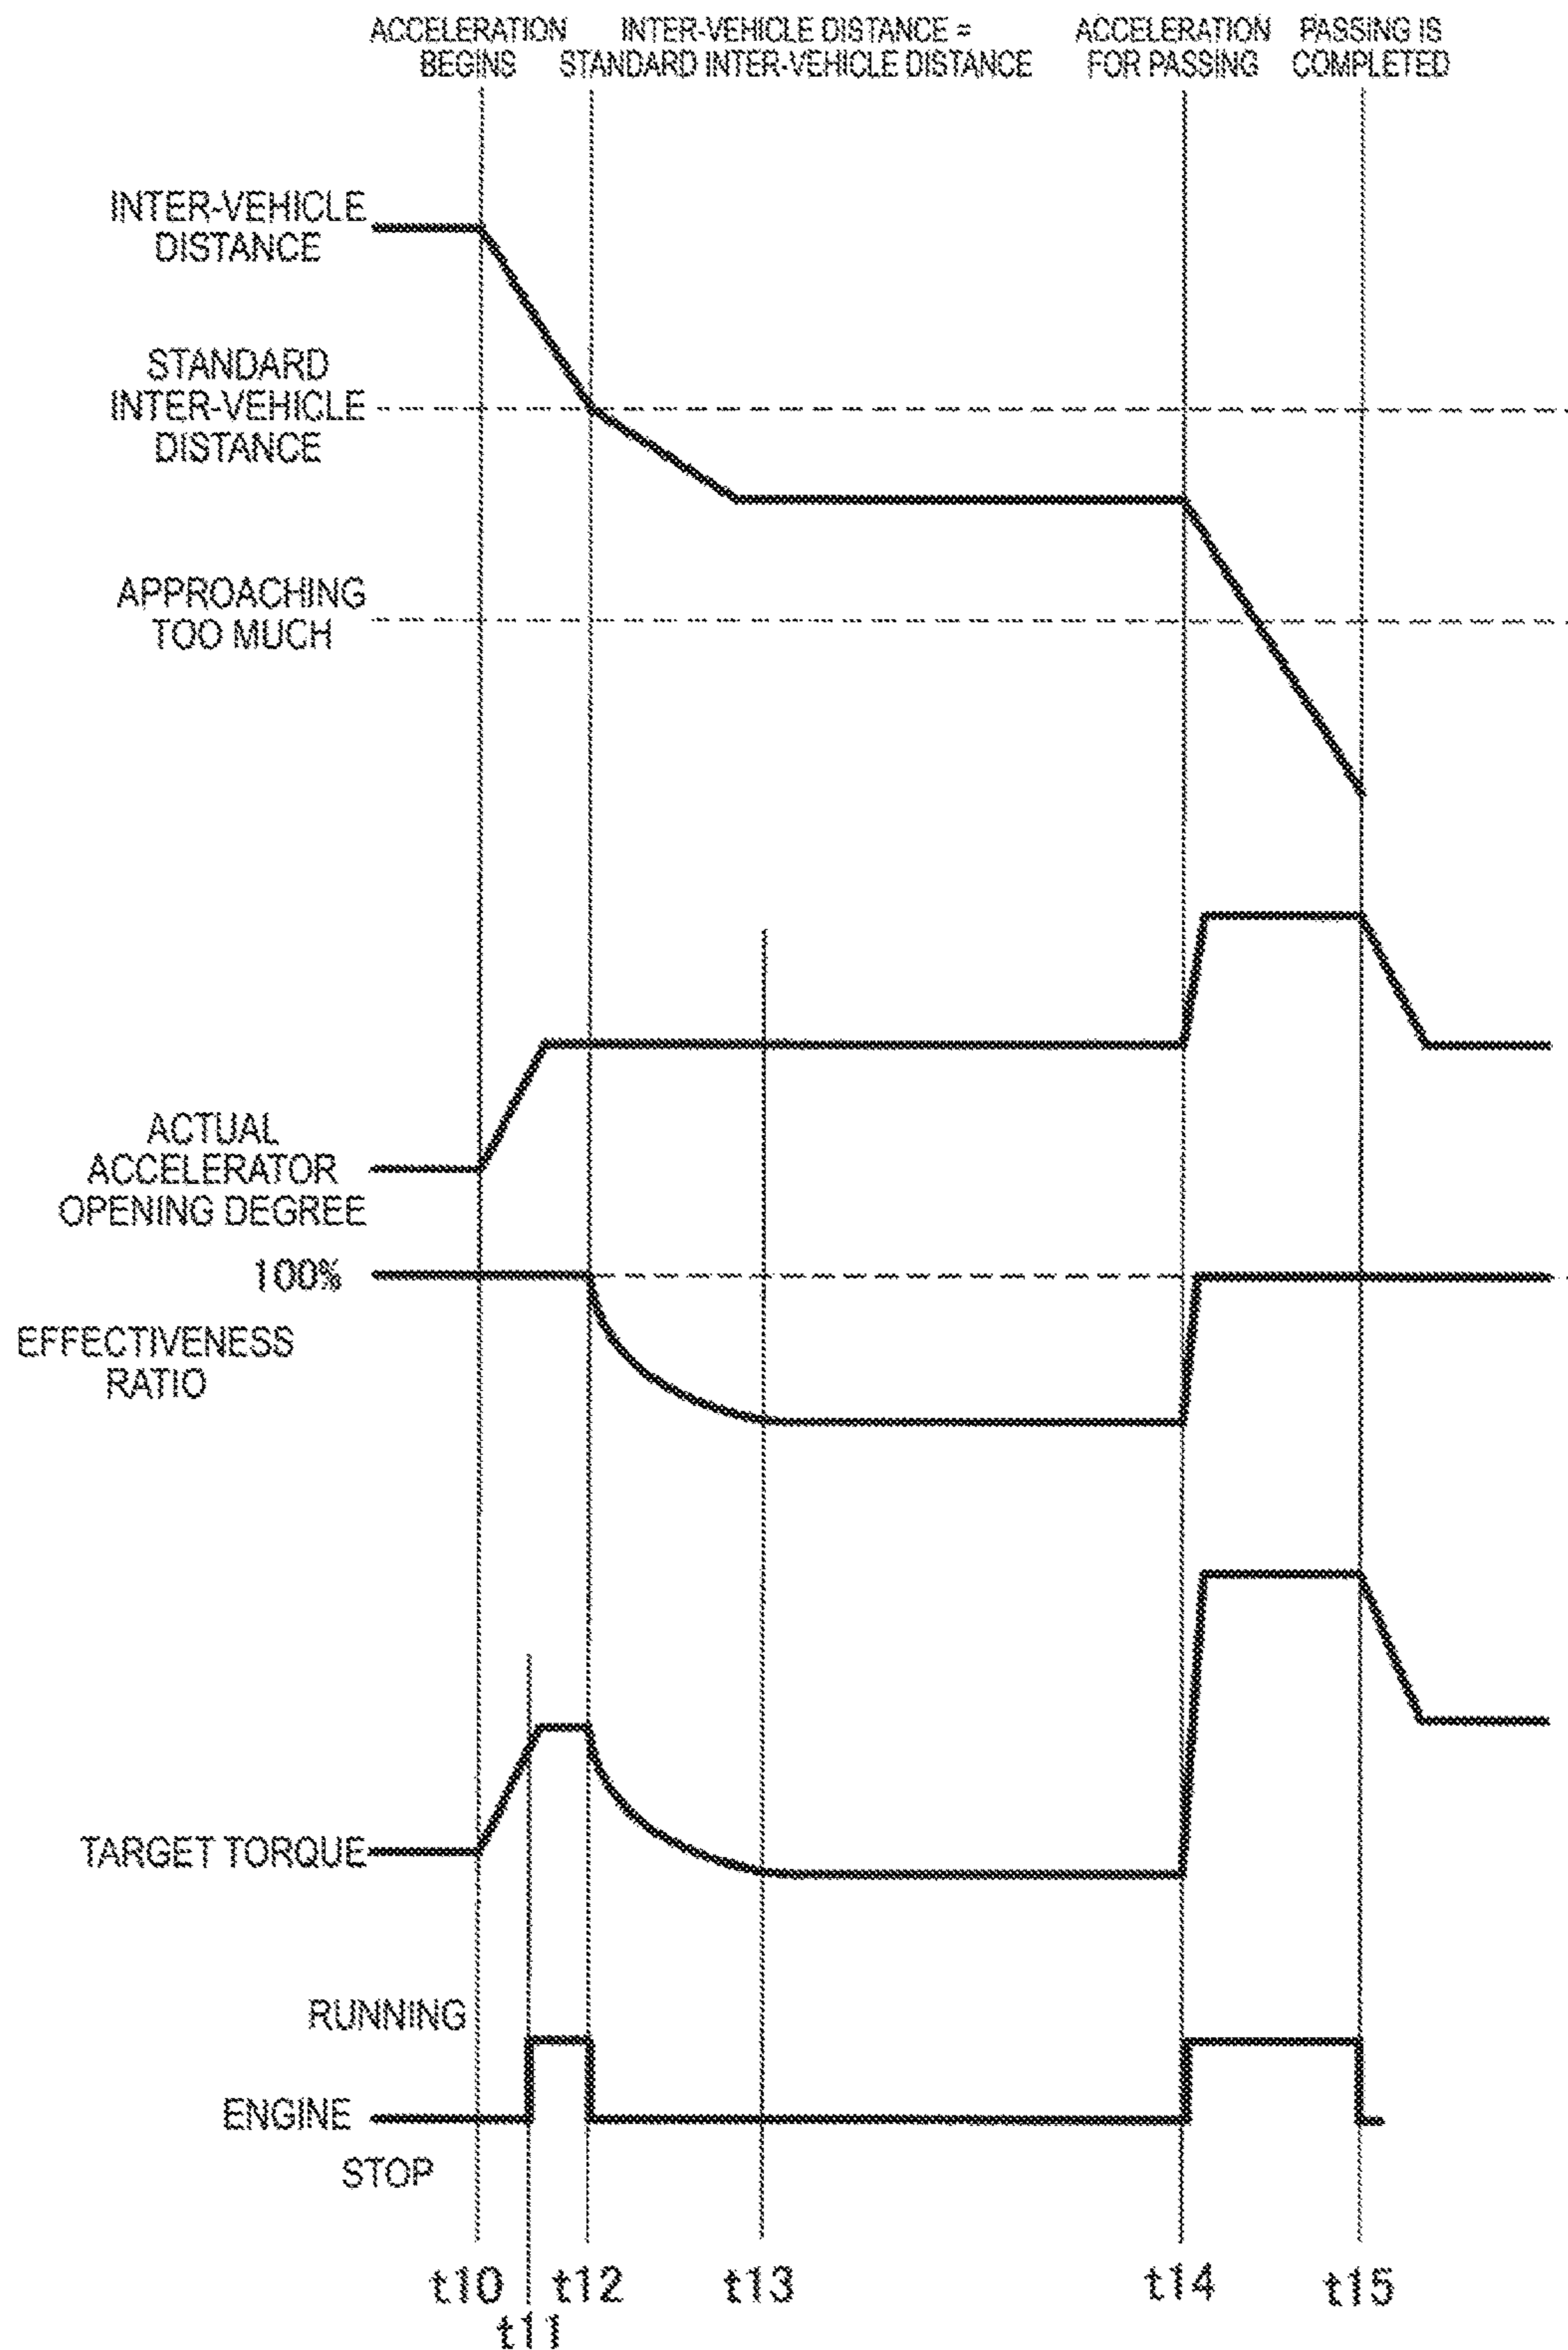 ACCELERATION
BEGINS
INTER-VEHICLE DISTANCE =
STANDARD INTER-VEHICLE DISTANCE
ACCELERATION
FOR PASSING
PASSING IS
COMPLETED
INTER-VEHICLE
DISTANCE
STANDARD
INTER-VEHICLE
DISTANCE
APPROACHING
TOO MUCH
ACTUAL
ACCELERATOR
OPENING DEGREE
100%
EFFECTIVENESS
RATIO
TARGET TORQUE
RUNNING
ENGINE
STOP
t10
t11
t12
t13
t14
t15